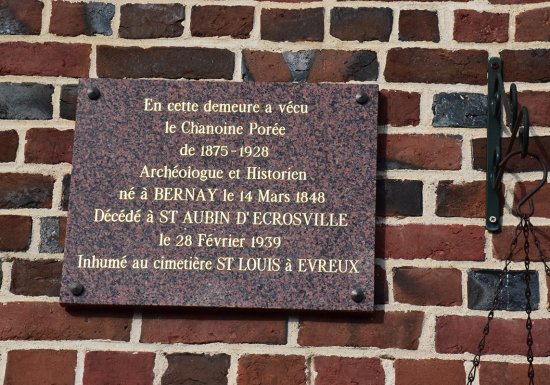 En cette demeure a vécu
le Chanoine Porée
de 1875-1928
Archéologue et Historien
né à BERNAY le 14 Mars 1848
Décédé à ST AUBIN D'ECROSVILLE
le 28 Février 1939
Inhumé au cimetière ST LOUIS à EVREUX